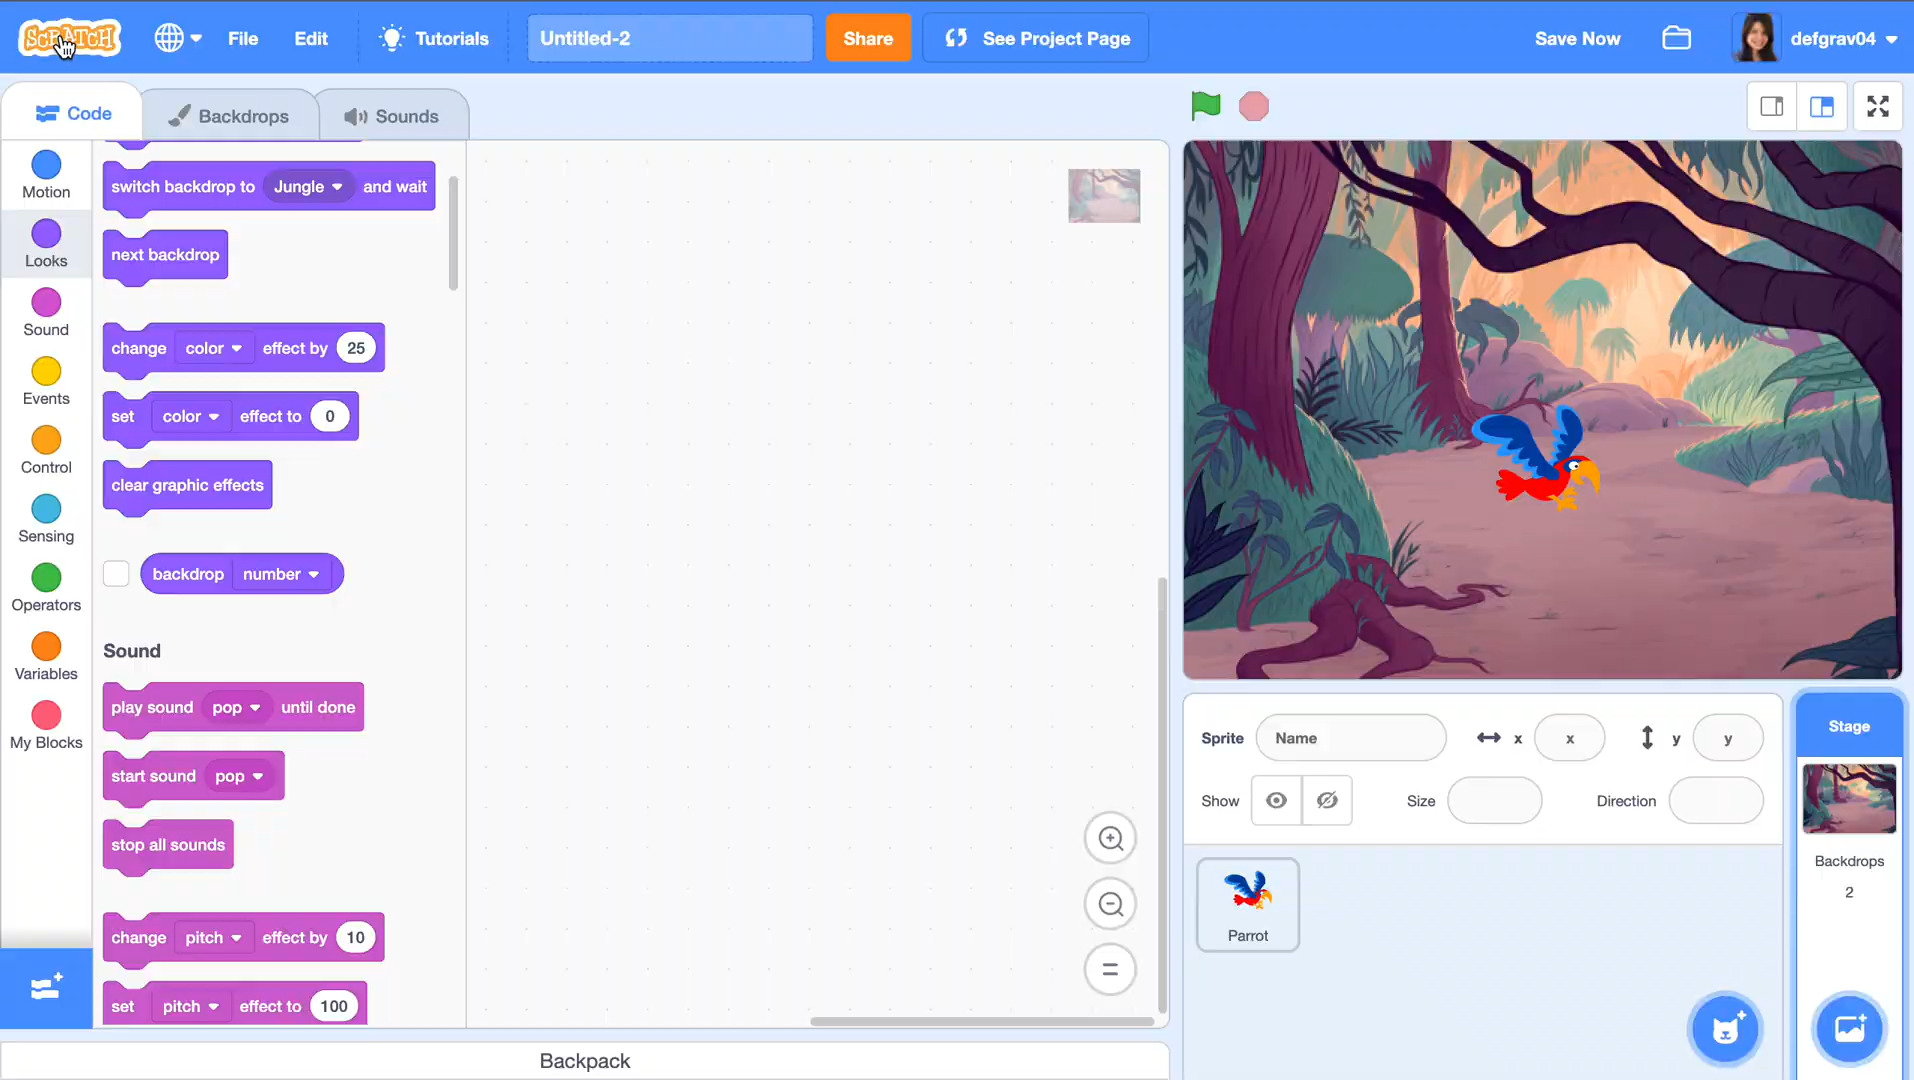 SCRATCH
File
Edit
Tutorials
Untitled-2
Share
See Project Page
Save Now
defgrav04
Code
Backdrops
Sounds
Motion
Looks
Sound
Events
Control
Sensing
Operators
Variables
My Blocks
switch backdrop to Jungle and wait
next backdrop
change color effect by 25
set color effect to 0
clear graphic effects
backdrop number
Sound
play sound pop until done
start sound pop
stop all sounds
change pitch effect by 10
set pitch effect to 100
Backpack
Sprite Name x x y y
Show Size Direction
Parrot
Stage
Backdrops
2